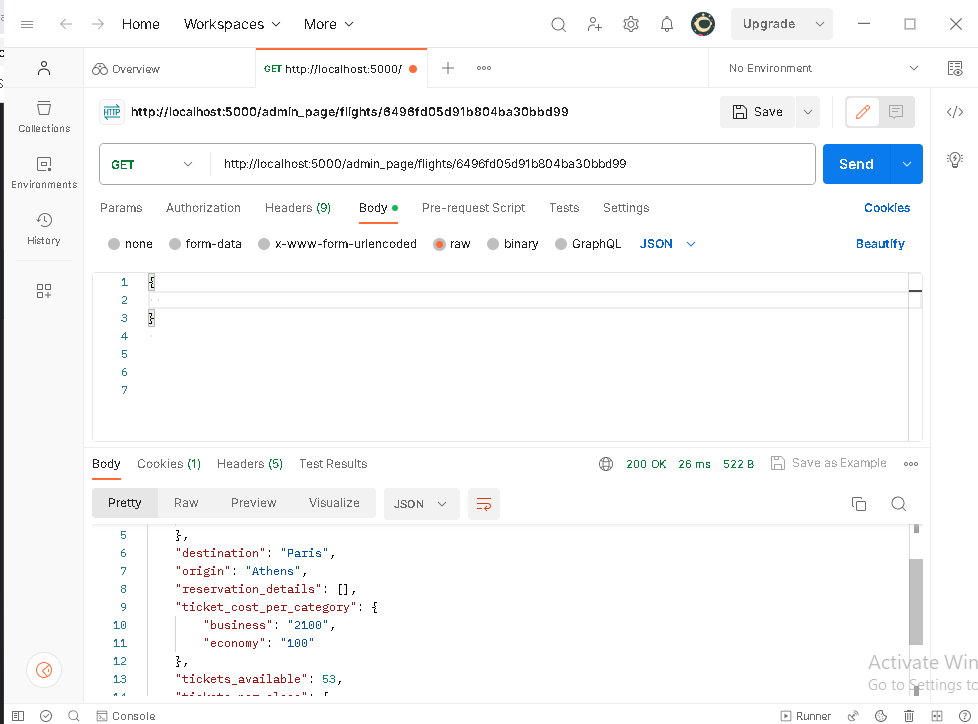 Home Workspaces More Upgrade
Overview GET http://localhost:5000/ No Environment
HTTP http://localhost:5000/admin_page/flights/6496fd05d91b804ba30bbd99 Save
GET http://localhost:5000/admin_page/flights/6496fd05d91b804ba30bbd99 Send
Params Authorization Headers (9) Body Pre-request Script Tests Settings Cookies
none form-data x-www-form-urlencoded raw binary GraphQL JSON Beautify
Collections
Environments
History
1 {
2
3 }
4
5
6
7
Body Cookies (1) Headers (5) Test Results 200 OK 26 ms 522 B Save as Example
Pretty Raw Preview Visualize JSON
5 },
6 "destination": "Paris",
7 "origin": "Athens",
8 "reservation_details": [],
9 "ticket_cost_per_category": {
10 "business": "2100",
11 "economy": "100"
12 },
13 "tickets_available": 53,
Activate Win
Go to Settings to
Console Runner